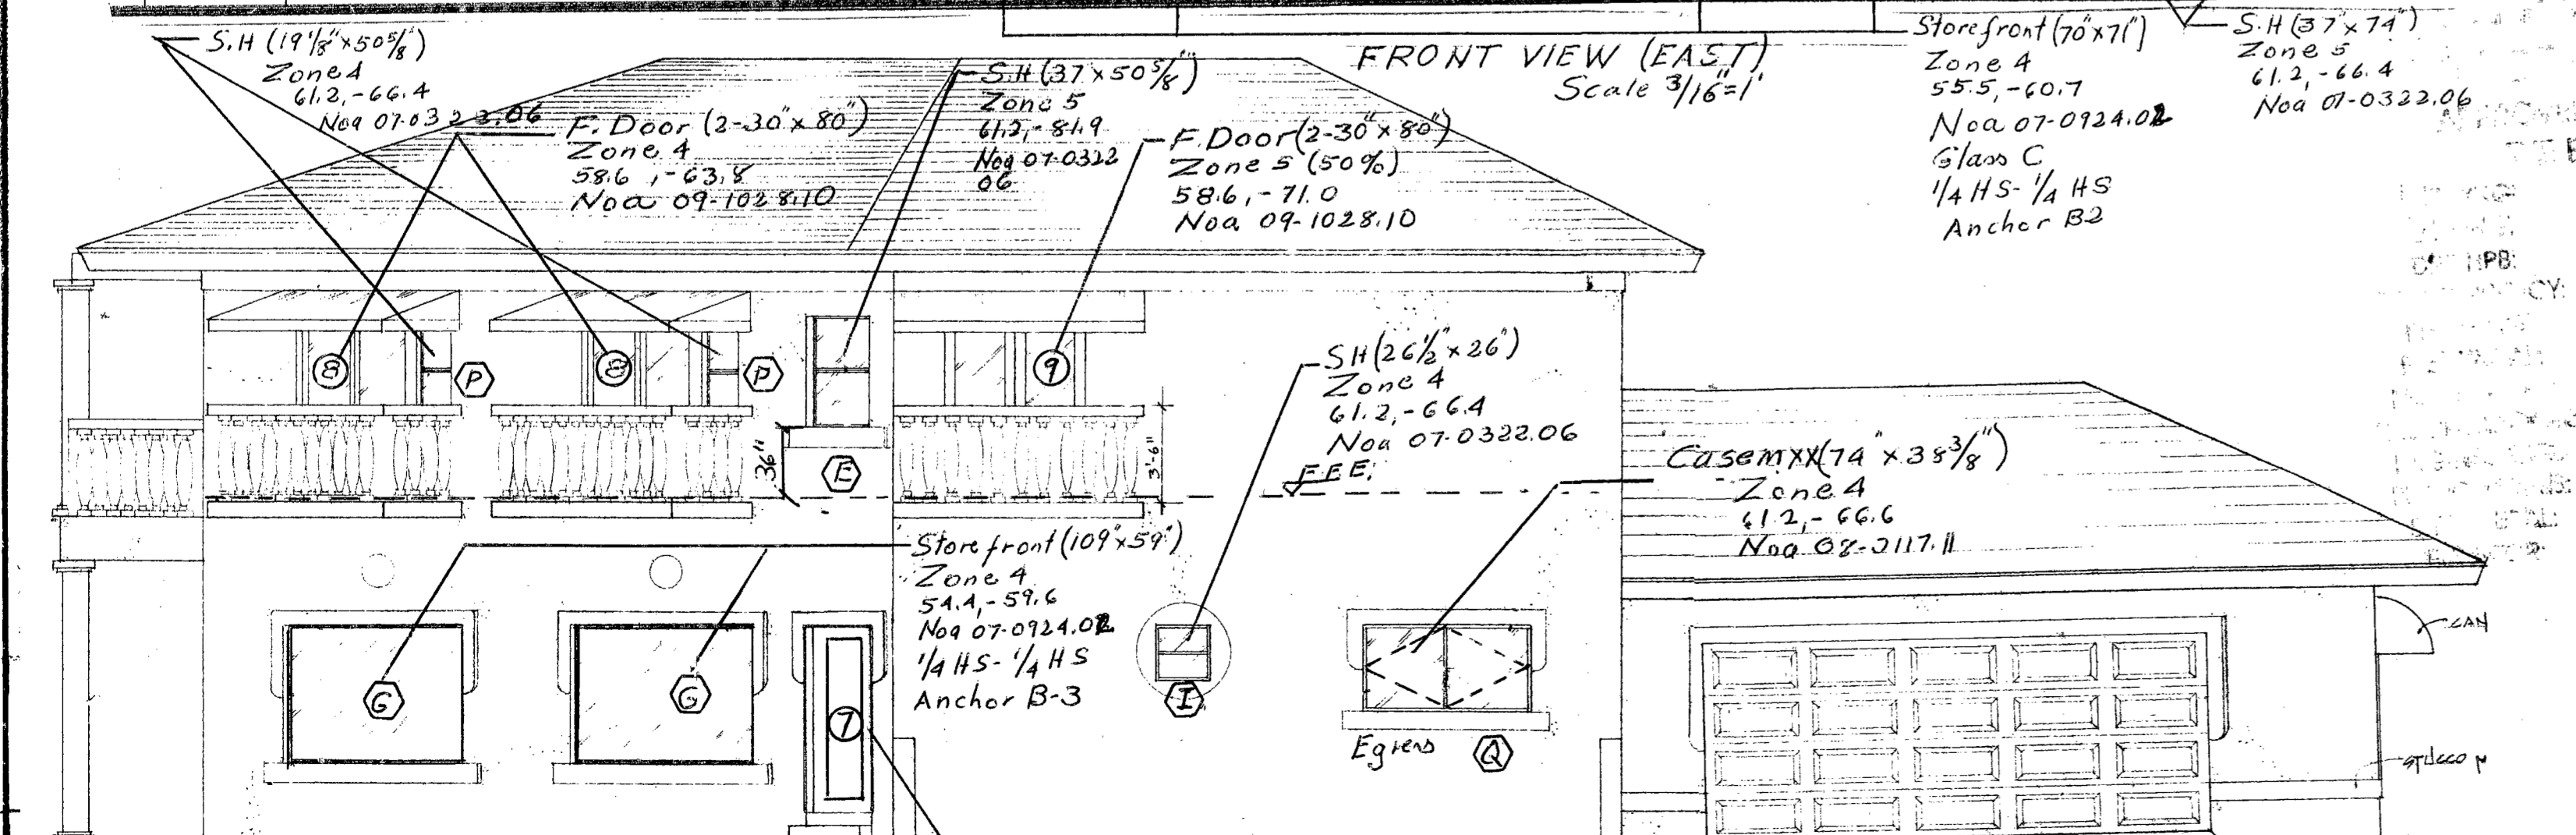 FRONT VIEW (EAST)
Scale 3/16"=1'
S.H (19 1/8" x 50 5/8")
Zone 4
61.2, -66.4
Noa 07-0322.06
F. Door (2-30" x 80")
Zone 4
58.6, -63.8
Noa 09-1028.10
S.H (37 x 50 5/8")
Zone 5
61.2, -81.9
Noa 07-0322
06
F. Door (2-30" x 80")
Zone 5 (50%)
58.6, -71.0
Noa 09-1028.10
Storefront (70" x 71")
Zone 4
55.5, -60.7
Noa 07-0924.02
Glass C
1/4 HS - 1/4 HS
Anchor B2
S.H (37" x 74")
Zone 5
61.2, -66.4
Noa 07-0322.06
PB:
CY:
8
P
8
P
9
SH (26 1/2" x 26")
Zone 4
61.2, -66.4
Noa 07-0322.06
36"
E
3'-6"
F.F.E.
Casem XX (74" x 38 3/8")
Zone 4
61.2, -66.6
Storefront (109" x 59")
Zone 4
54.4, -59.6
Noa 07-0924.02
1/4 HS - 1/4 HS
Anchor B-3
G
G
7
I
Egress
Q
CAN
STUCCO